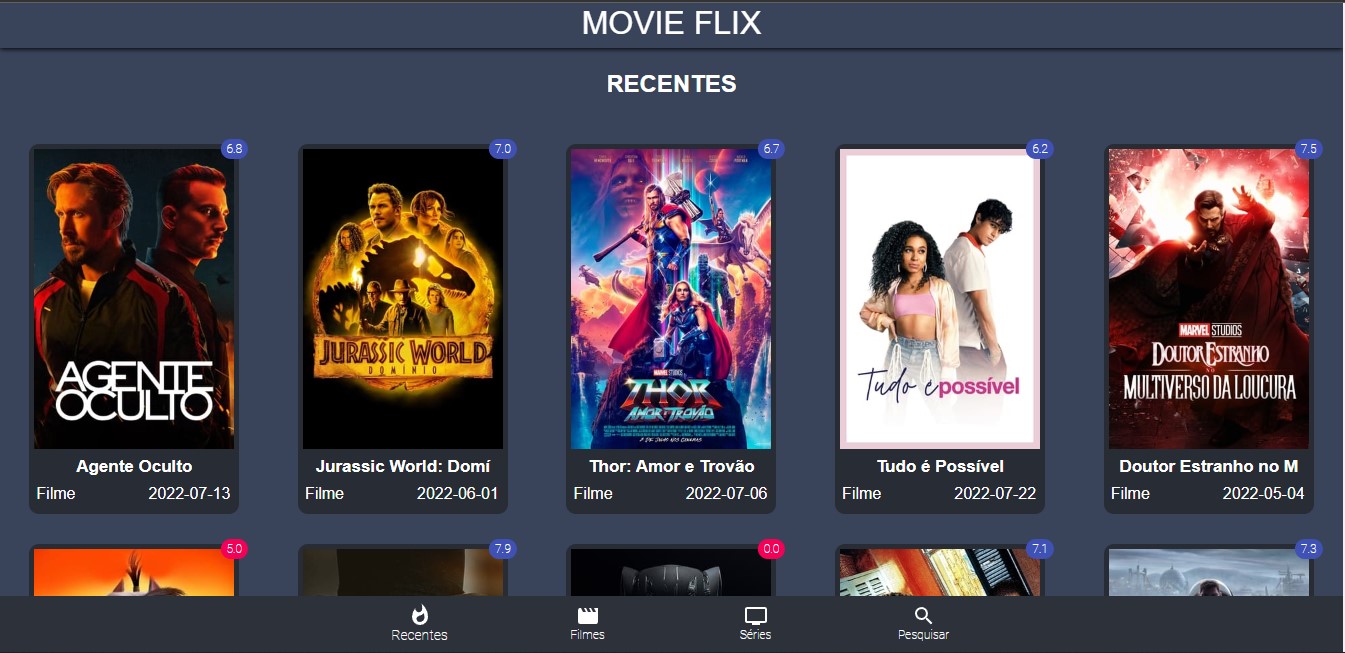 MOVIE FLIX
RECENTES
6.8
7.0
6.7
6.2
7.5
AGENTE
OCULTO
JURASSIC WORLD
DOMÍNIO
MARVEL STUDIOS
THOR
AMOR E TROVÃO
Tudo é possível
MARVEL STUDIOS
DOUTOR ESTRANHO
NO
MULTIVERSO DA LOUCURA
Agente Oculto
Filme 2022-07-13
Jurassic World: Domí
Filme 2022-06-01
Thor: Amor e Trovão
Filme 2022-07-06
Tudo é Possível
Filme 2022-07-22
Doutor Estranho no M
Filme 2022-05-04
5.0
7.9
0.0
7.1
7.3
Recentes
Filmes
Séries
Pesquisar